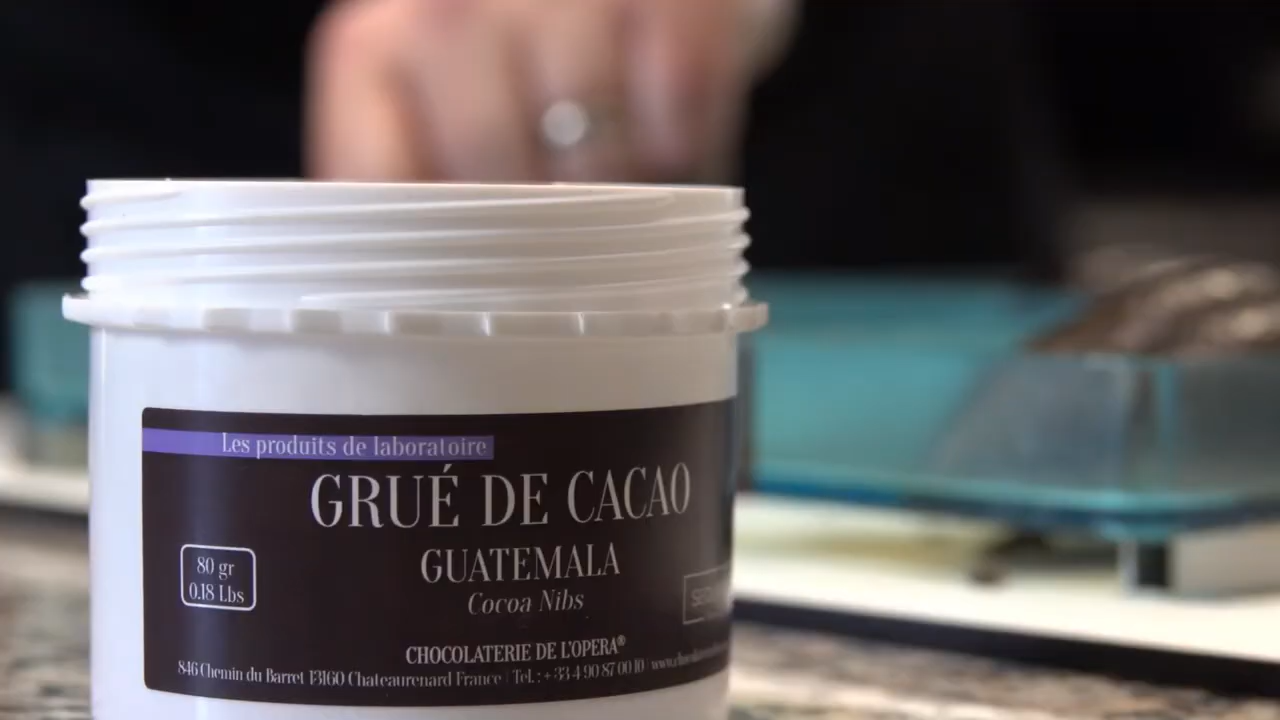 Les produits de laboratoire
GRUÉ DE CACAO
GUATEMALA
Cocoa Nibs
80 gr
0.18 Lbs
CHOCOLATERIE DE L'OPERA®
846 Chemin du Barret 13160 Chateaurenard France | Tel. : +33 4 90 87 00 10 |